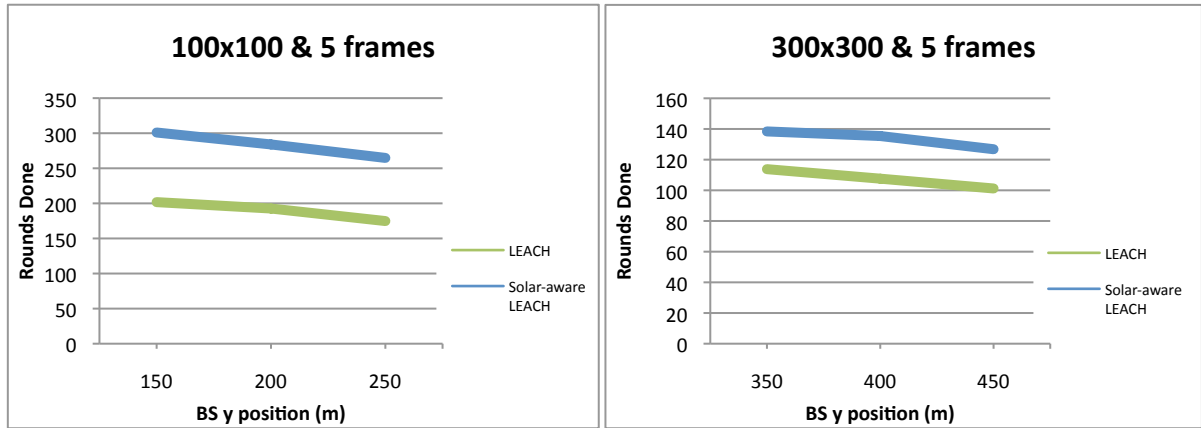 100x100 & 5 frames
350
300
250
200
150
100
50
0
Rounds Done
150 200 250
BS y position (m)
LEACH
Solar-aware
LEACH
300x300 & 5 frames
160
140
120
100
80
60
40
20
0
Rounds Done
350 400 450
BS y position (m)
LEACH
Solar-aware
LEACH